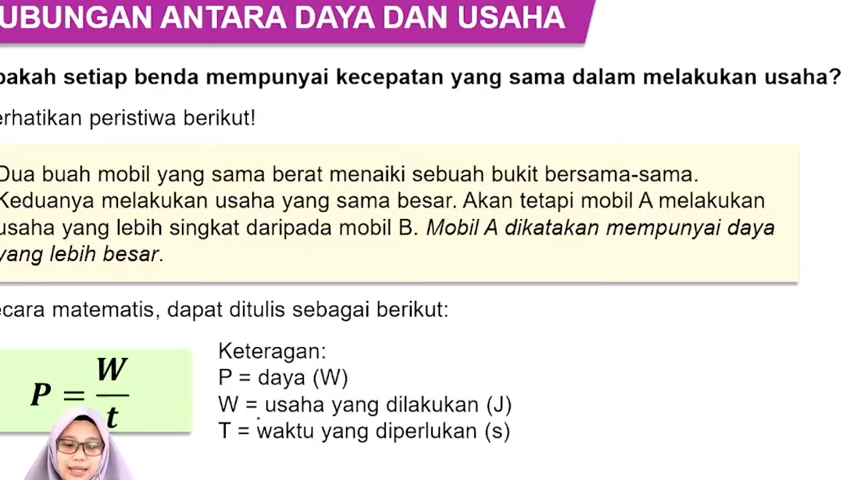 UBUNGAN ANTARA DAYA DAN USAHA
pakah setiap benda mempunyai kecepatan yang sama dalam melakukan usaha?
erhatikan peristiwa berikut!
Dua buah mobil yang sama berat menaiki sebuah bukit bersama-sama.
Keduanya melakukan usaha yang sama besar. Akan tetapi mobil A melakukan
usaha yang lebih singkat daripada mobil B. Mobil A dikatakan mempunyai daya
yang lebih besar.
ecara matematis, dapat ditulis sebagai berikut:
P = W/t
Keteragan:
P = daya (W)
W = usaha yang dilakukan (J)
T = waktu yang diperlukan (s)